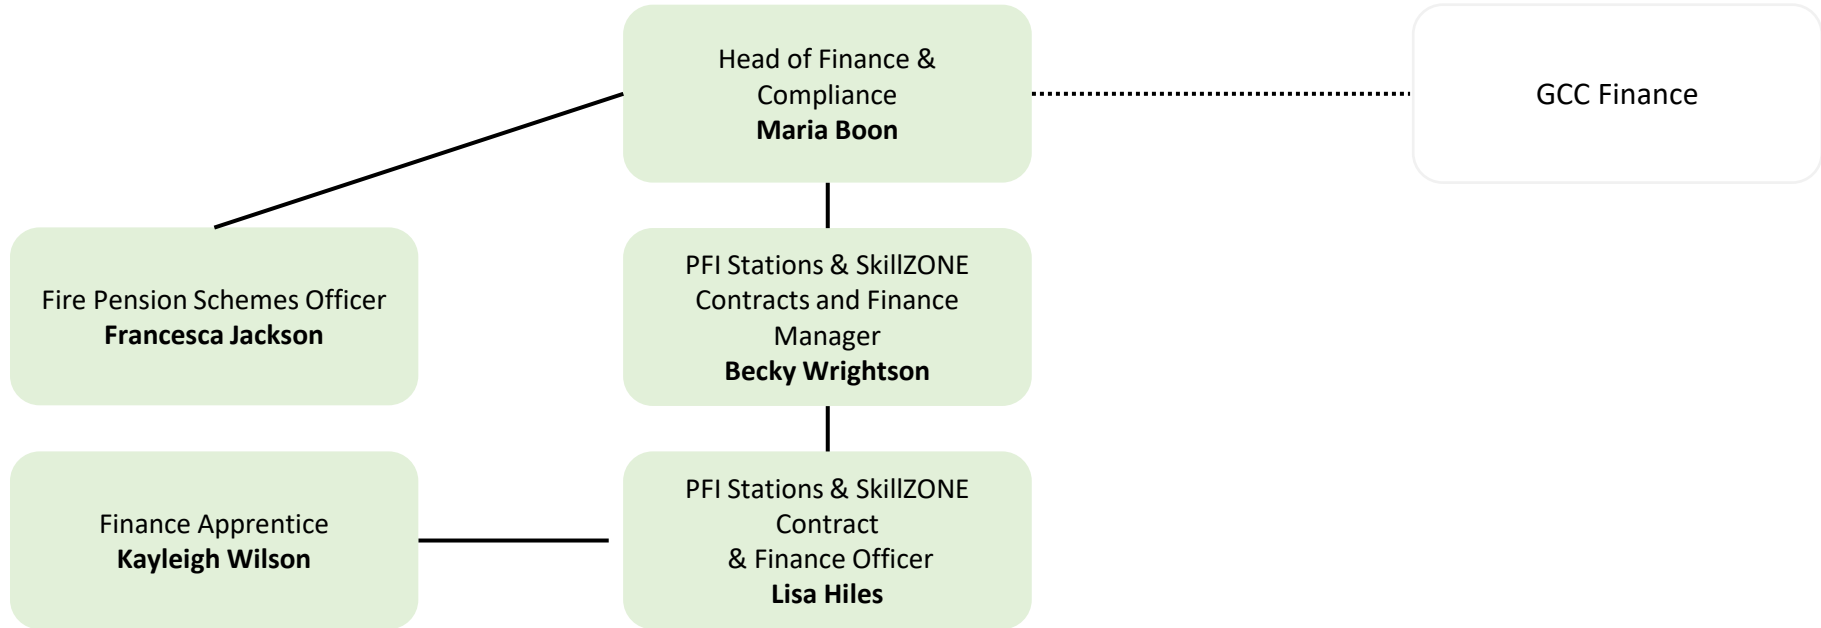 Head of Finance &
Compliance
Maria Boon
GCC Finance
Fire Pension Schemes Officer
Francesca Jackson
PFI Stations & SkillZONE
Contracts and Finance
Manager
Becky Wrightson
Finance Apprentice
Kayleigh Wilson
PFI Stations & SkillZONE
Contract
& Finance Officer
Lisa Hiles